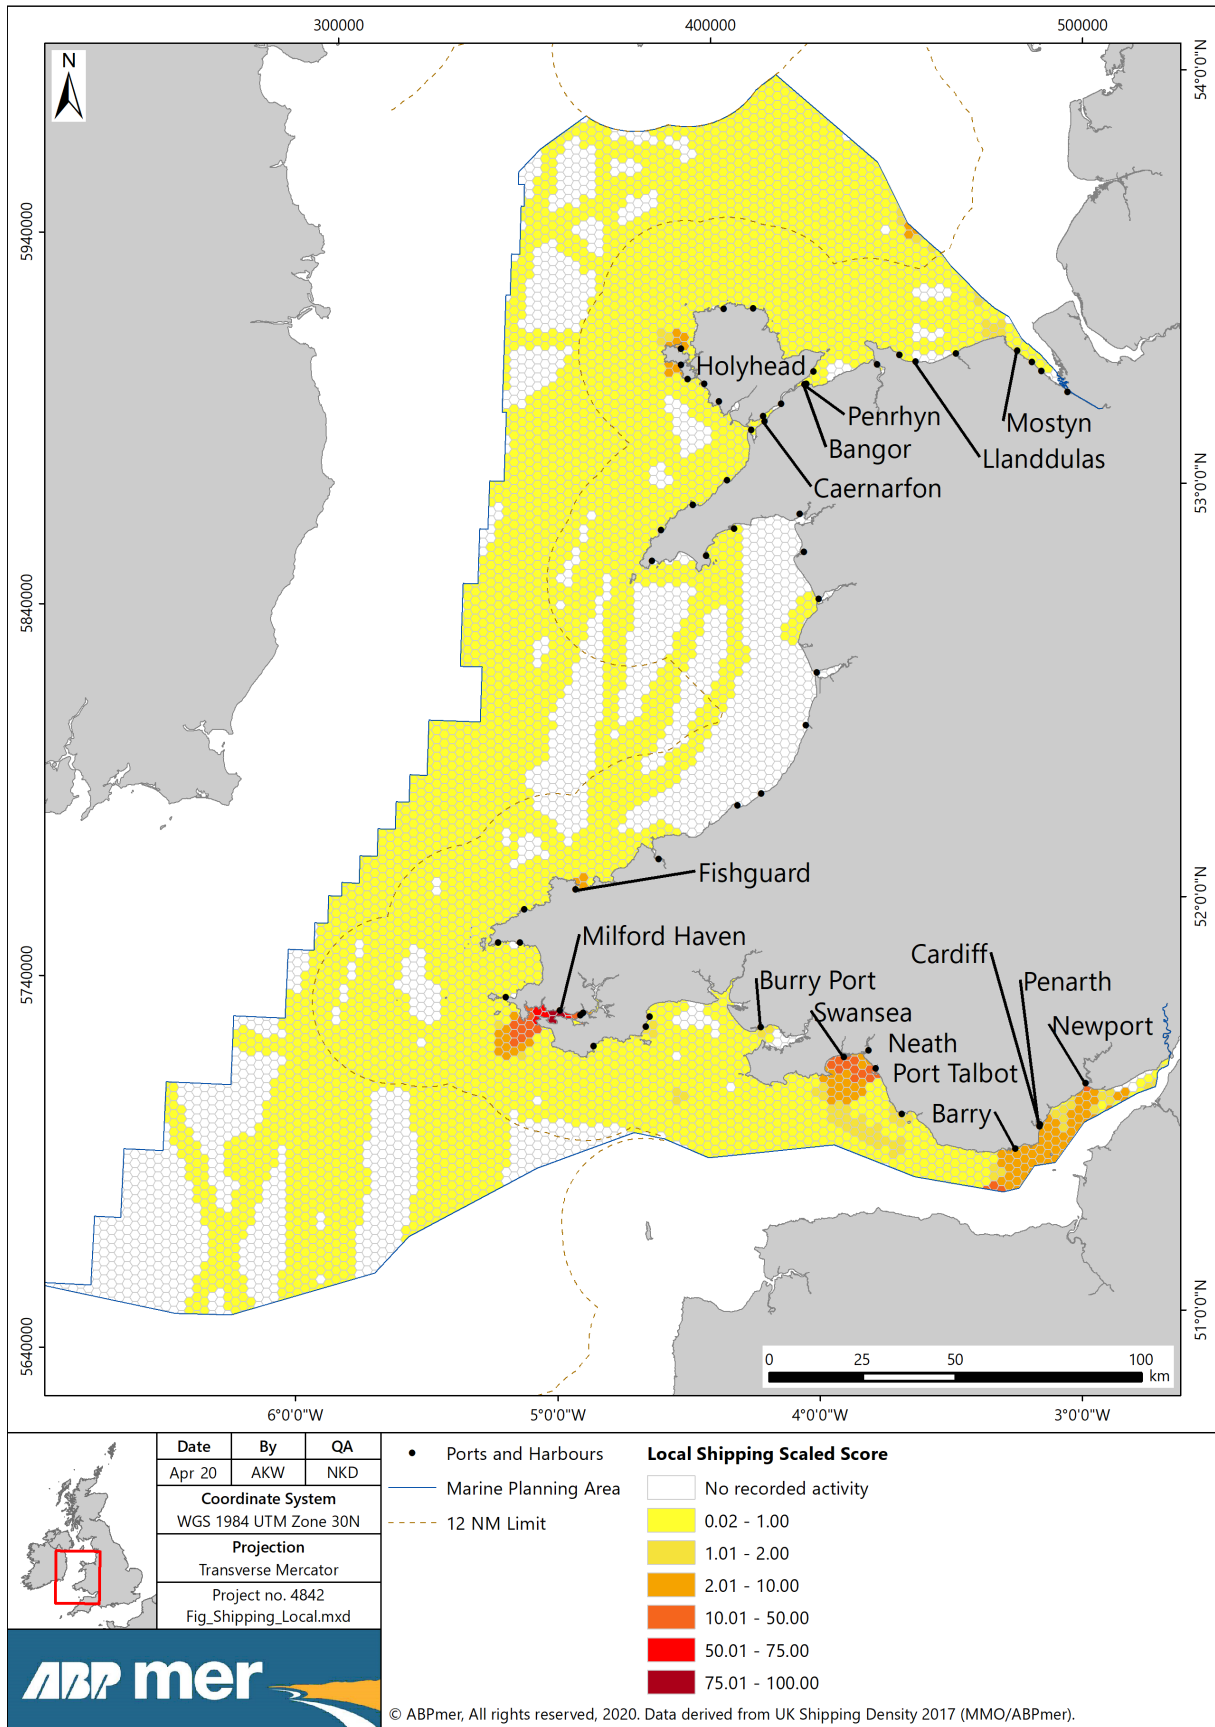 300000
400000
500000
N
54°0'0"N
5940000
Holyhead
Penrhyn
Mostyn
Bangor
Llanddulas
53°0'0"N
Caernarfon
5840000
Fishguard
52°0'0"N
Milford Haven
Cardiff
5740000
Burry Port
Penarth
Swansea
Newport
Neath
Port Talbot
Barry
51°0'0"N
5640000
0 25 50 100
km
6°0'0"W 5°0'0"W 4°0'0"W 3°0'0"W
Date By QA
Apr 20 AKW NKD
Coordinate System
WGS 1984 UTM Zone 30N
Projection
Transverse Mercator
Project no. 4842
Fig_Shipping_Local.mxd
ABPmer
Ports and Harbours
Marine Planning Area
12 NM Limit
Local Shipping Scaled Score
No recorded activity
0.02 - 1.00
1.01 - 2.00
2.01 - 10.00
10.01 - 50.00
50.01 - 75.00
75.01 - 100.00
© ABPmer, All rights reserved, 2020. Data derived from UK Shipping Density 2017 (MMO/ABPmer).